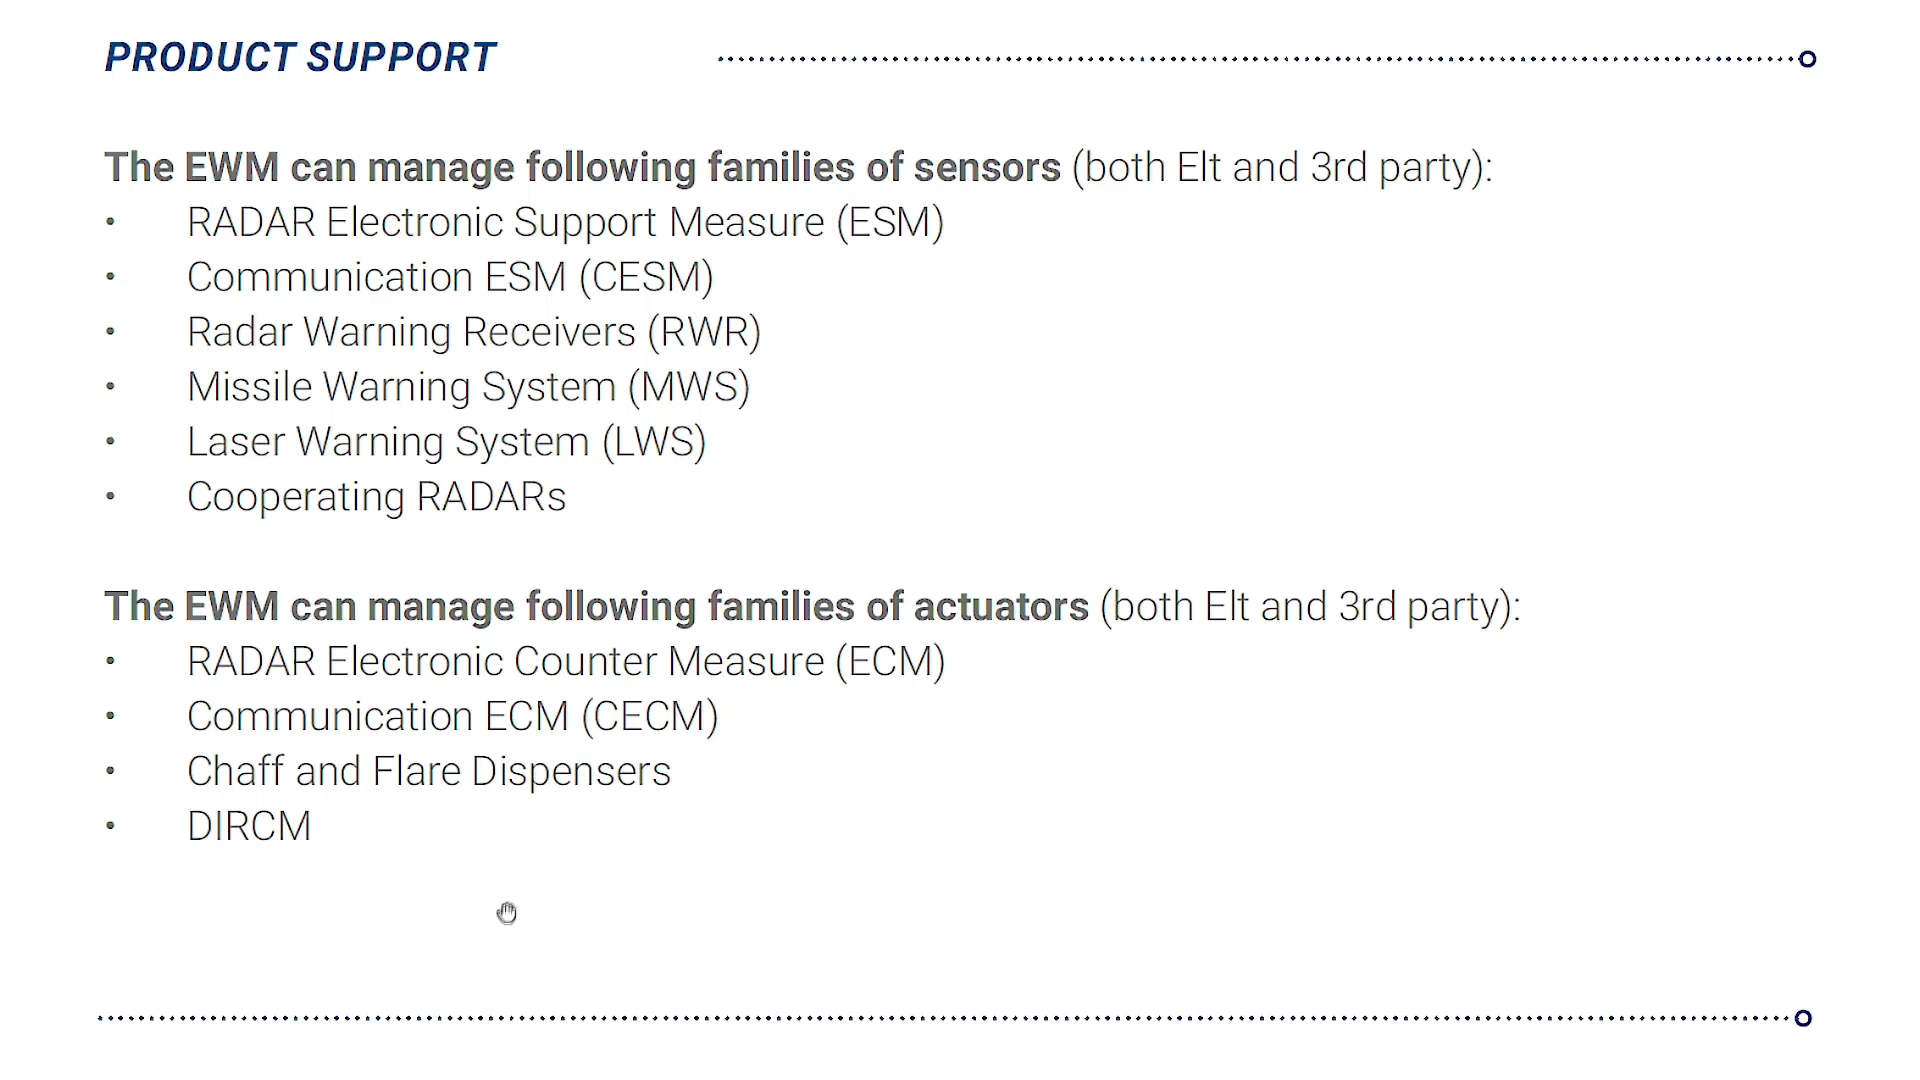 PRODUCT SUPPORT
The EWM can manage following families of sensors (both Elt and 3rd party):
• RADAR Electronic Support Measure (ESM)
• Communication ESM (CESM)
• Radar Warning Receivers (RWR)
• Missile Warning System (MWS)
• Laser Warning System (LWS)
• Cooperating RADARs
The EWM can manage following families of actuators (both Elt and 3rd party):
• RADAR Electronic Counter Measure (ECM)
• Communication ECM (CECM)
• Chaff and Flare Dispensers
• DIRCM